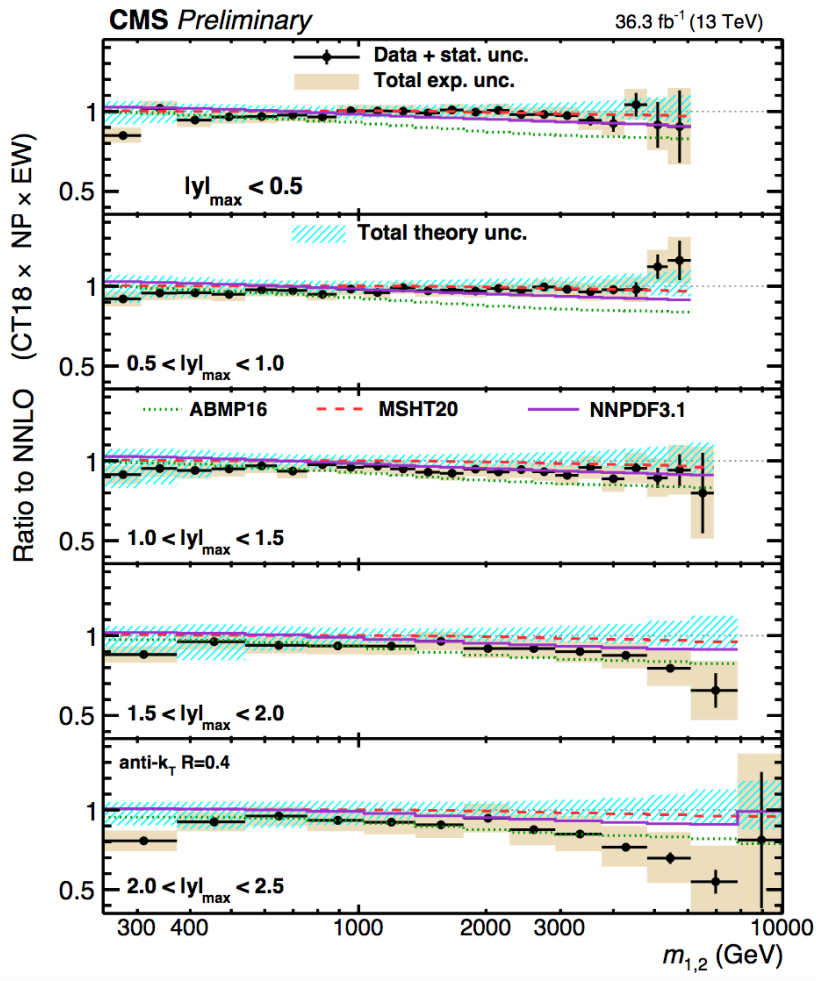 CMS Preliminary
36.3 fb⁻¹ (13 TeV)
Data + stat. unc.
Total exp. unc.
1
0.5
|y|max < 0.5
Total theory unc.
1
0.5
0.5 < |y|max < 1.0
ABMP16 MSHT20 NNPDF3.1
1
0.5
1.0 < |y|max < 1.5
1
0.5
1.5 < |y|max < 2.0
anti-kT R=0.4
1
0.5
2.0 < |y|max < 2.5
300 400 1000 2000 3000 10000
m1,2 (GeV)
Ratio to NNLO (CT18 × NP × EW)